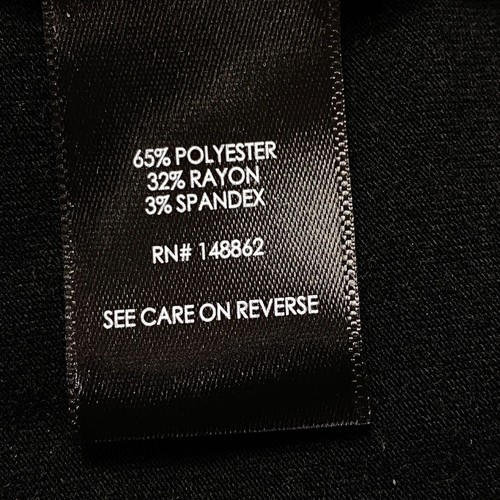 65% POLYESTER
32% RAYON
3% SPANDEX
RN# 148862
SEE CARE ON REVERSE